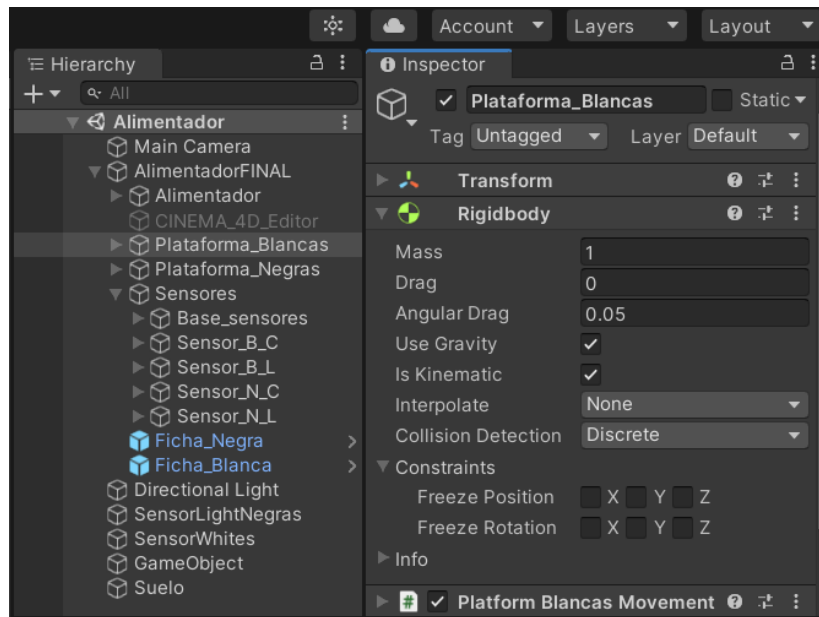 Account Layers Layout
Hierarchy
All
Alimentador
Main Camera
AlimentadorFINAL
Alimentador
CINEMA_4D_Editor
Plataforma_Blancas
Plataforma_Negras
Sensores
Base_sensores
Sensor_B_C
Sensor_B_L
Sensor_N_C
Sensor_N_L
Ficha_Negra
Ficha_Blanca
Directional Light
SensorLightNegras
SensorWhites
GameObject
Suelo
Inspector
Plataforma_Blancas Static
Tag Untagged Layer Default
Transform
Rigidbody
Mass 1
Drag 0
Angular Drag 0.05
Use Gravity
Is Kinematic
Interpolate None
Collision Detection Discrete
Constraints
Freeze Position X Y Z
Freeze Rotation X Y Z
Info
# Platform Blancas Movement